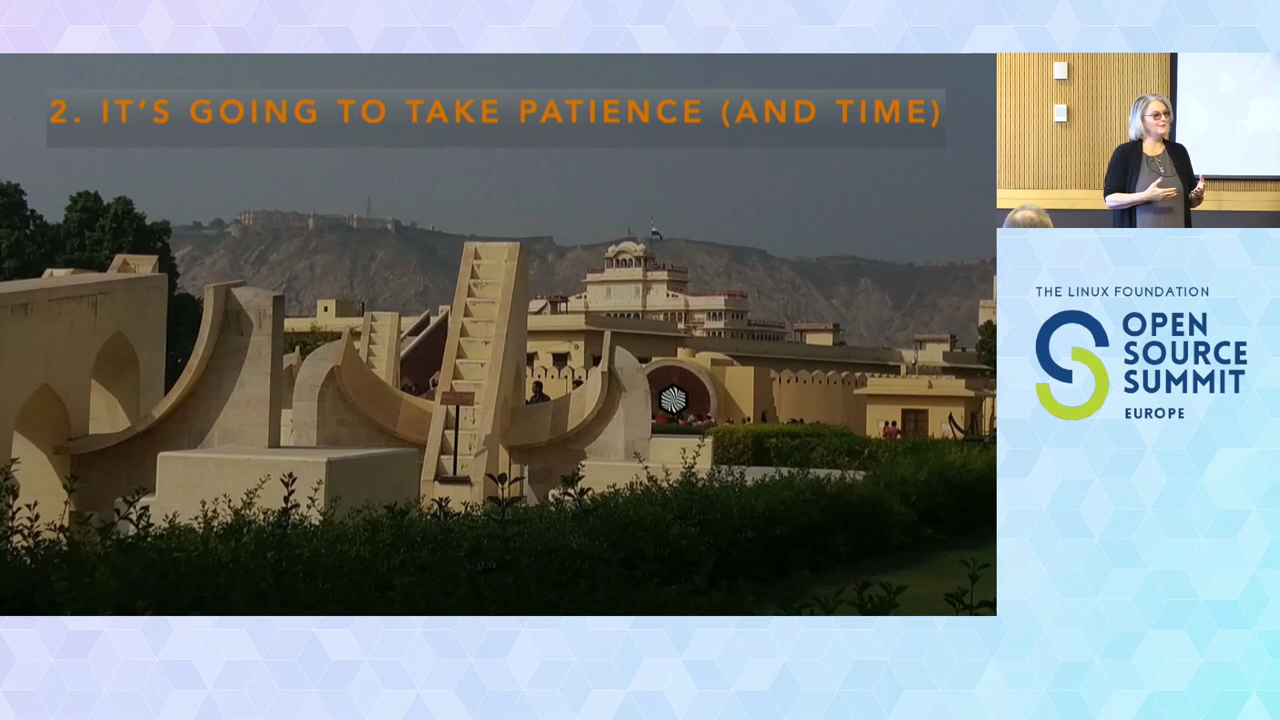 2. IT'S GOING TO TAKE PATIENCE (AND TIME)
THE LINUX FOUNDATION
OPEN
SOURCE
SUMMIT
EUROPE